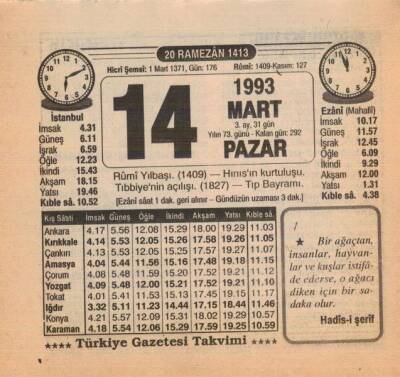 20 RAMEZÂN 1413
Hicrî Şemsî: 1 Mart 1371, Gün: 176 Rûmî: 1409-Kasım: 127
14
1993
MART
3. ay, 31 gün
Yılın 73. günü - Kalan gün: 292
PAZAR
İstanbul
İmsak 4.31
Güneş 6.11
İşrak 6.59
Öğle 12.23
İkindi 15.43
Akşam 18.15
Yatsı 19.46
Kıble sâ. 10.52
Ezânî (Mahallî)
İmsak 10.17
Güneş 11.57
İşrak 12.45
Öğle 6.09
İkindi 9.29
Akşam 12.00
Yatsı 1.31
Kıble sâ. 4.38
Rûmî Yılbaşı. (1409) — Hınıs'ın kurtuluşu.
Tıbbiye'nin açılışı. (1827) — Tıp Bayramı.
[Ezânî sâat 1 dak. geri alınır – Gündüzün uzaması 3 dak.]
Kış Sâati İmsak Güneş Öğle İkindi Akşam Yatsı Kıble sâ.
Ankara 4.17 5.56 12.08 15.29 18.00 19.29 11.03
Kırıkkale 4.14 5.53 12.05 15.26 17.58 19.26 11.05
Çankırı 4.13 5.53 12.05 15.25 17.57 19.27 11.07
Amasya 4.04 5.44 11.56 15.16 17.48 19.18 11.15
Çorum 4.08 5.48 11.59 15.20 17.52 19.21 11.12
Yozgat 4.09 5.48 12.00 15.21 17.52 19.21 11.10
Tokat 4.01 5.41 11.53 15.13 17.45 19.15 11.17
Iğdır 3.32 5.11 11.23 14.44 17.15 18.44 11.46
Konya 4.21 5.57 12.09 15.31 18.02 19.29 10.57
Karaman 4.18 5.54 12.06 15.29 17.59 19.25 10.59
★ Bir ağaçtan,
insanlar, hayvan-
lar ve kuşlar istifâ-
de ederse, o ağacı
diken için bir sa-
daka olur.
Hadîs-i şerif
★★★★ Türkiye Gazetesi Takvimi ★★★★